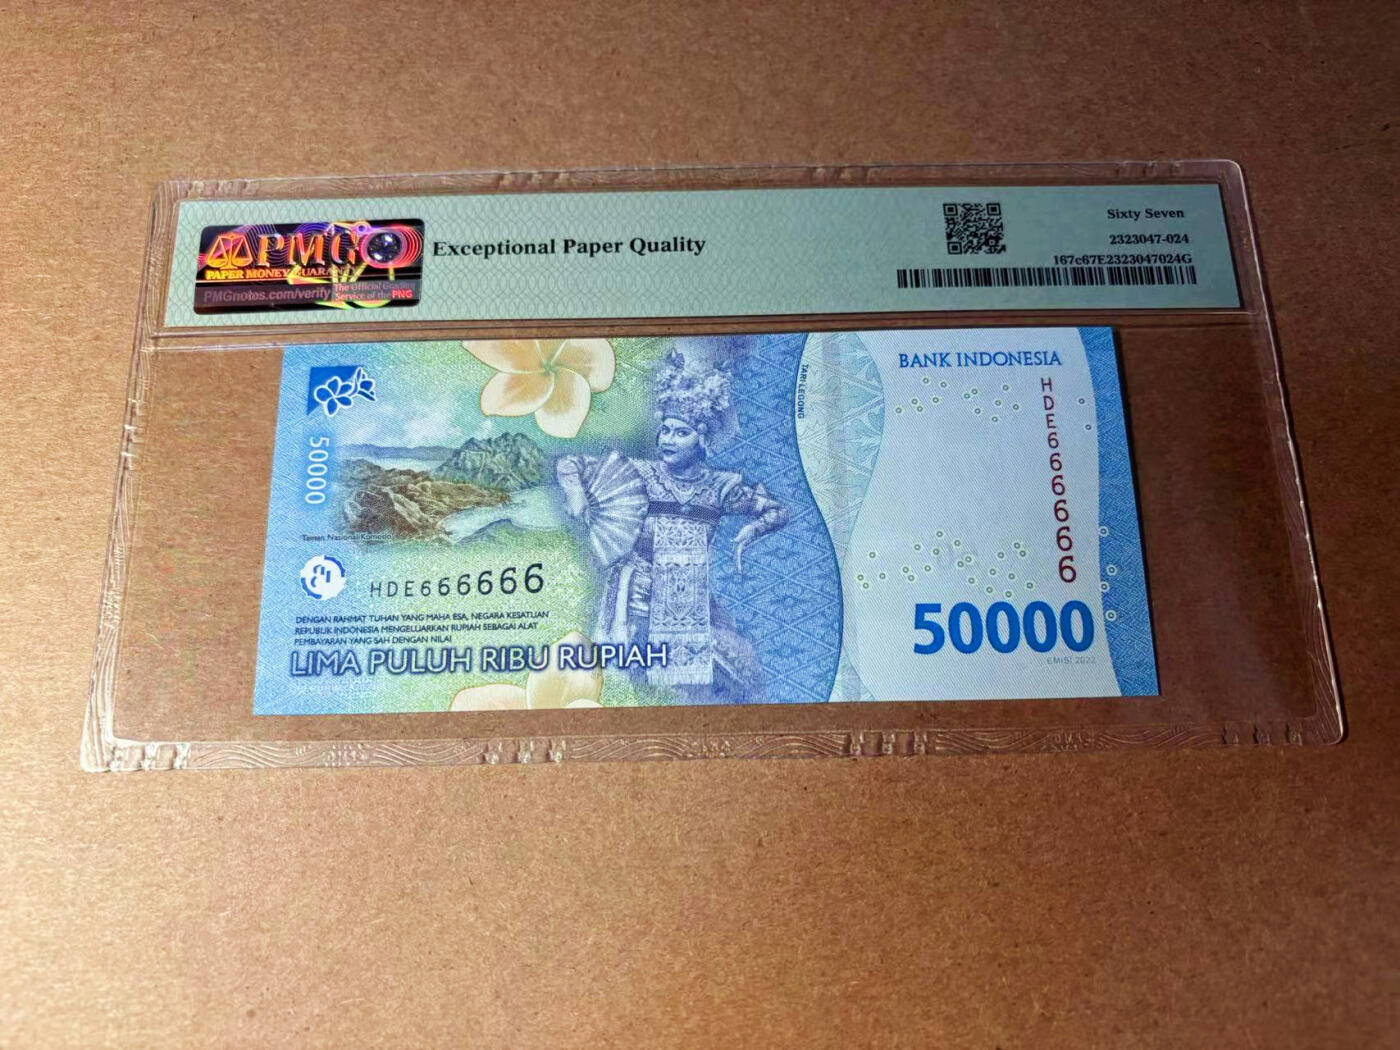 PMG
PAPER MONEY GUARANTY
PMGnotes.com/verify
The Official Grading
Service of the PNG
Exceptional Paper Quality
Sixty Seven
2323047-024
167c67E2323047024G
BANK INDONESIA
HDE666666
TARI LEGONG
50000
Taman Nasional Komodo
HDE666666
DENGAN RAHMAT TUHAN YANG MAHA ESA, NEGARA KESATUAN
REPUBLIK INDONESIA MENGELUARKAN RUPIAH SEBAGAI ALAT
PEMBAYARAN YANG SAH DENGAN NILAI
LIMA PULUH RIBU RUPIAH
50000
EMISI 2022